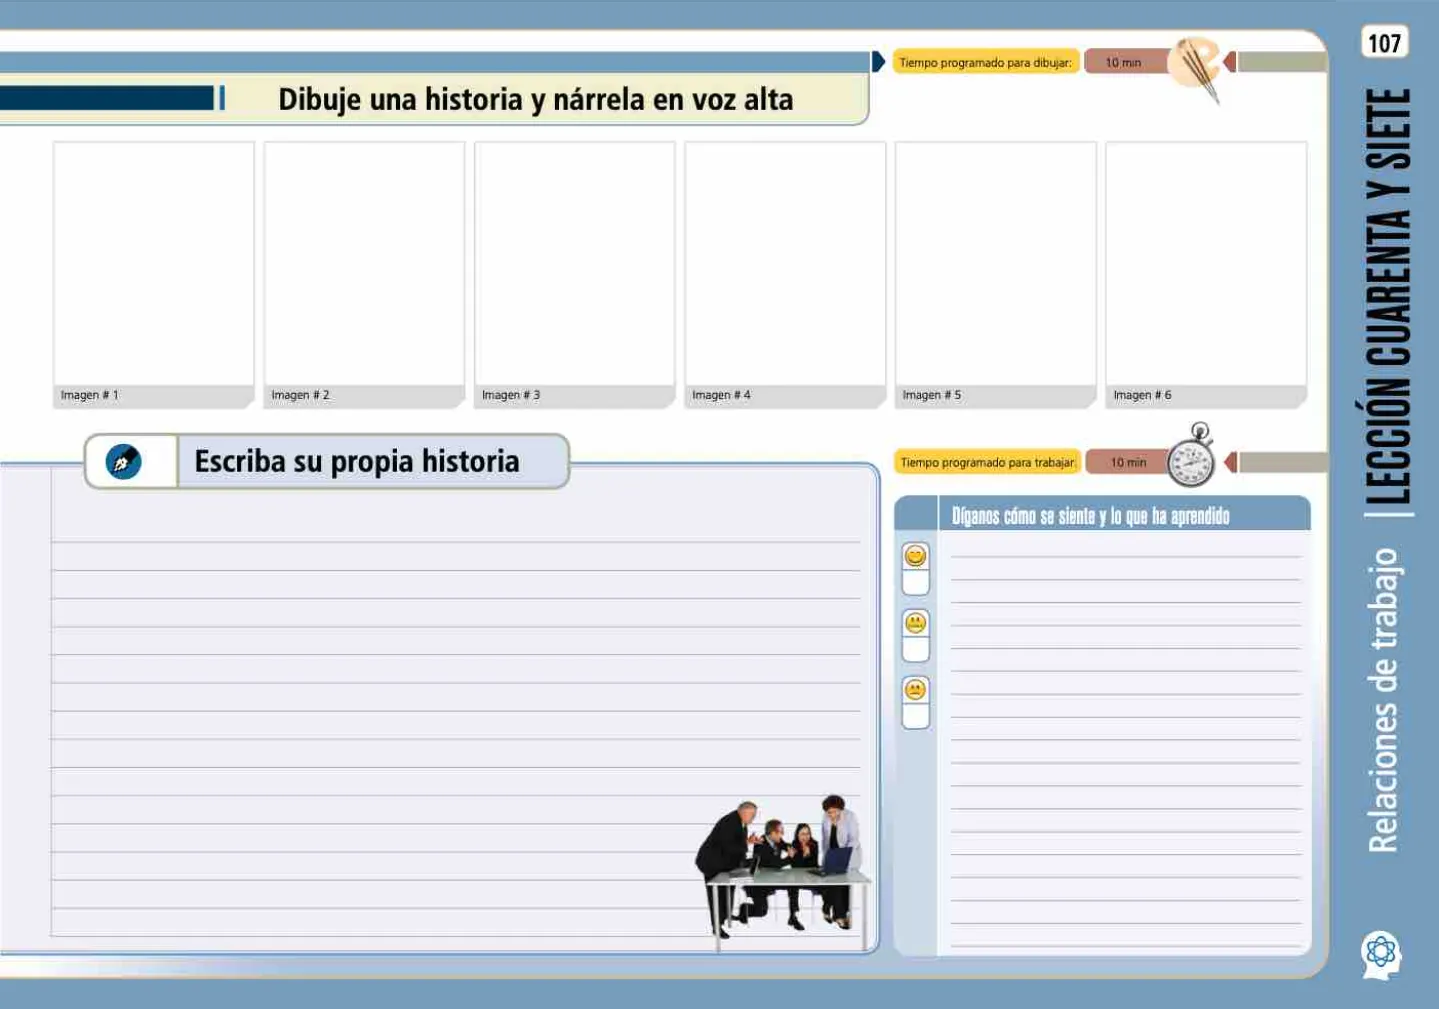 Tiempo programado para dibujar:
10 min
107
Dibuje una historia y nárrela en voz alta
Imagen # 1
Imagen # 2
Imagen # 3
Imagen # 4
Imagen # 5
Imagen # 6
Escriba su propia historia
Tiempo programado para trabajar:
10 min
Díganos cómo se siente y lo que ha aprendido
LECCIÓN CUARENTA Y SIETE
Relaciones de trabajo